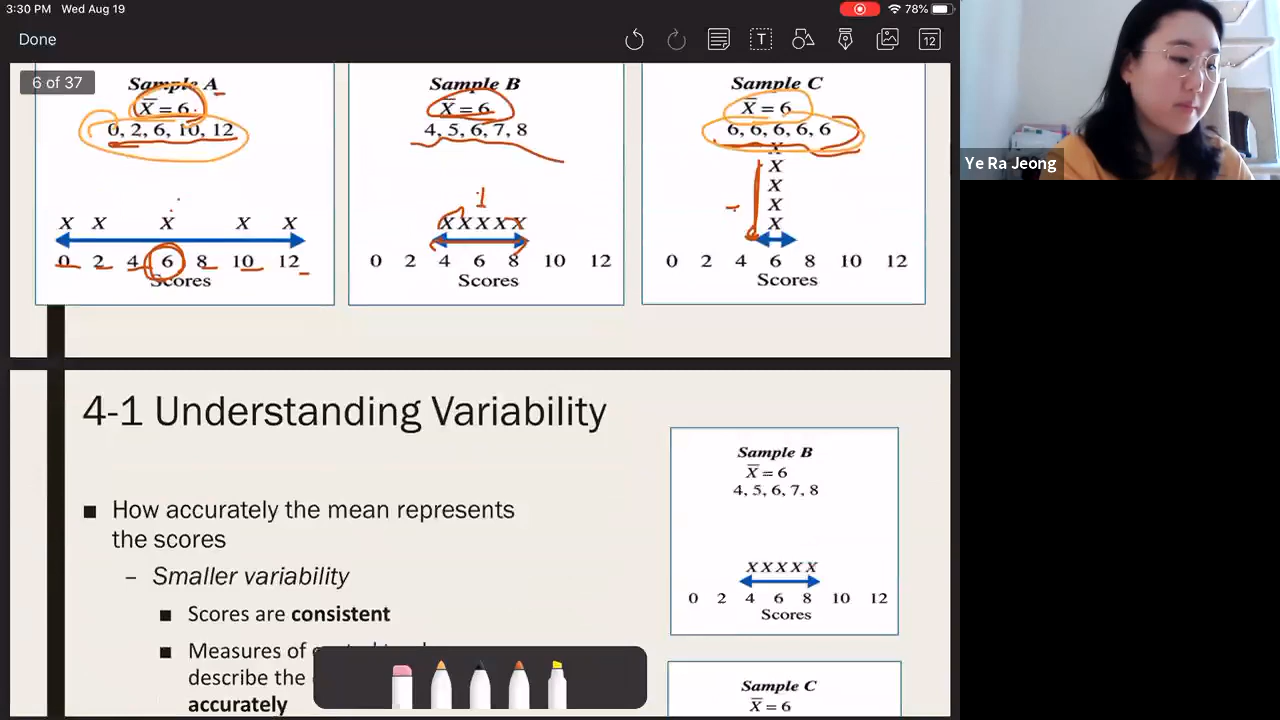 3:30 PM Wed Aug 19
78%
Done
12
6 of 37
Sample A
X̅ = 6
0, 2, 6, 10, 12
X X X X X
0 2 4 6 8 10 12
Scores
Sample B
X̅ = 6
4, 5, 6, 7, 8
1
X X X X X
0 2 4 6 8 10 12
Scores
Sample C
X̅ = 6
6, 6, 6, 6, 6
X
X
X
X
X
0 2 4 6 8 10 12
Scores
Ye Ra Jeong
4-1 Understanding Variability
■ How accurately the mean represents
the scores
– Smaller variability
■ Scores are consistent
■ Measures of
describe the
accurately
Sample B
X̅ = 6
4, 5, 6, 7, 8
X X X X X
0 2 4 6 8 10 12
Scores
Sample C
X̅ = 6